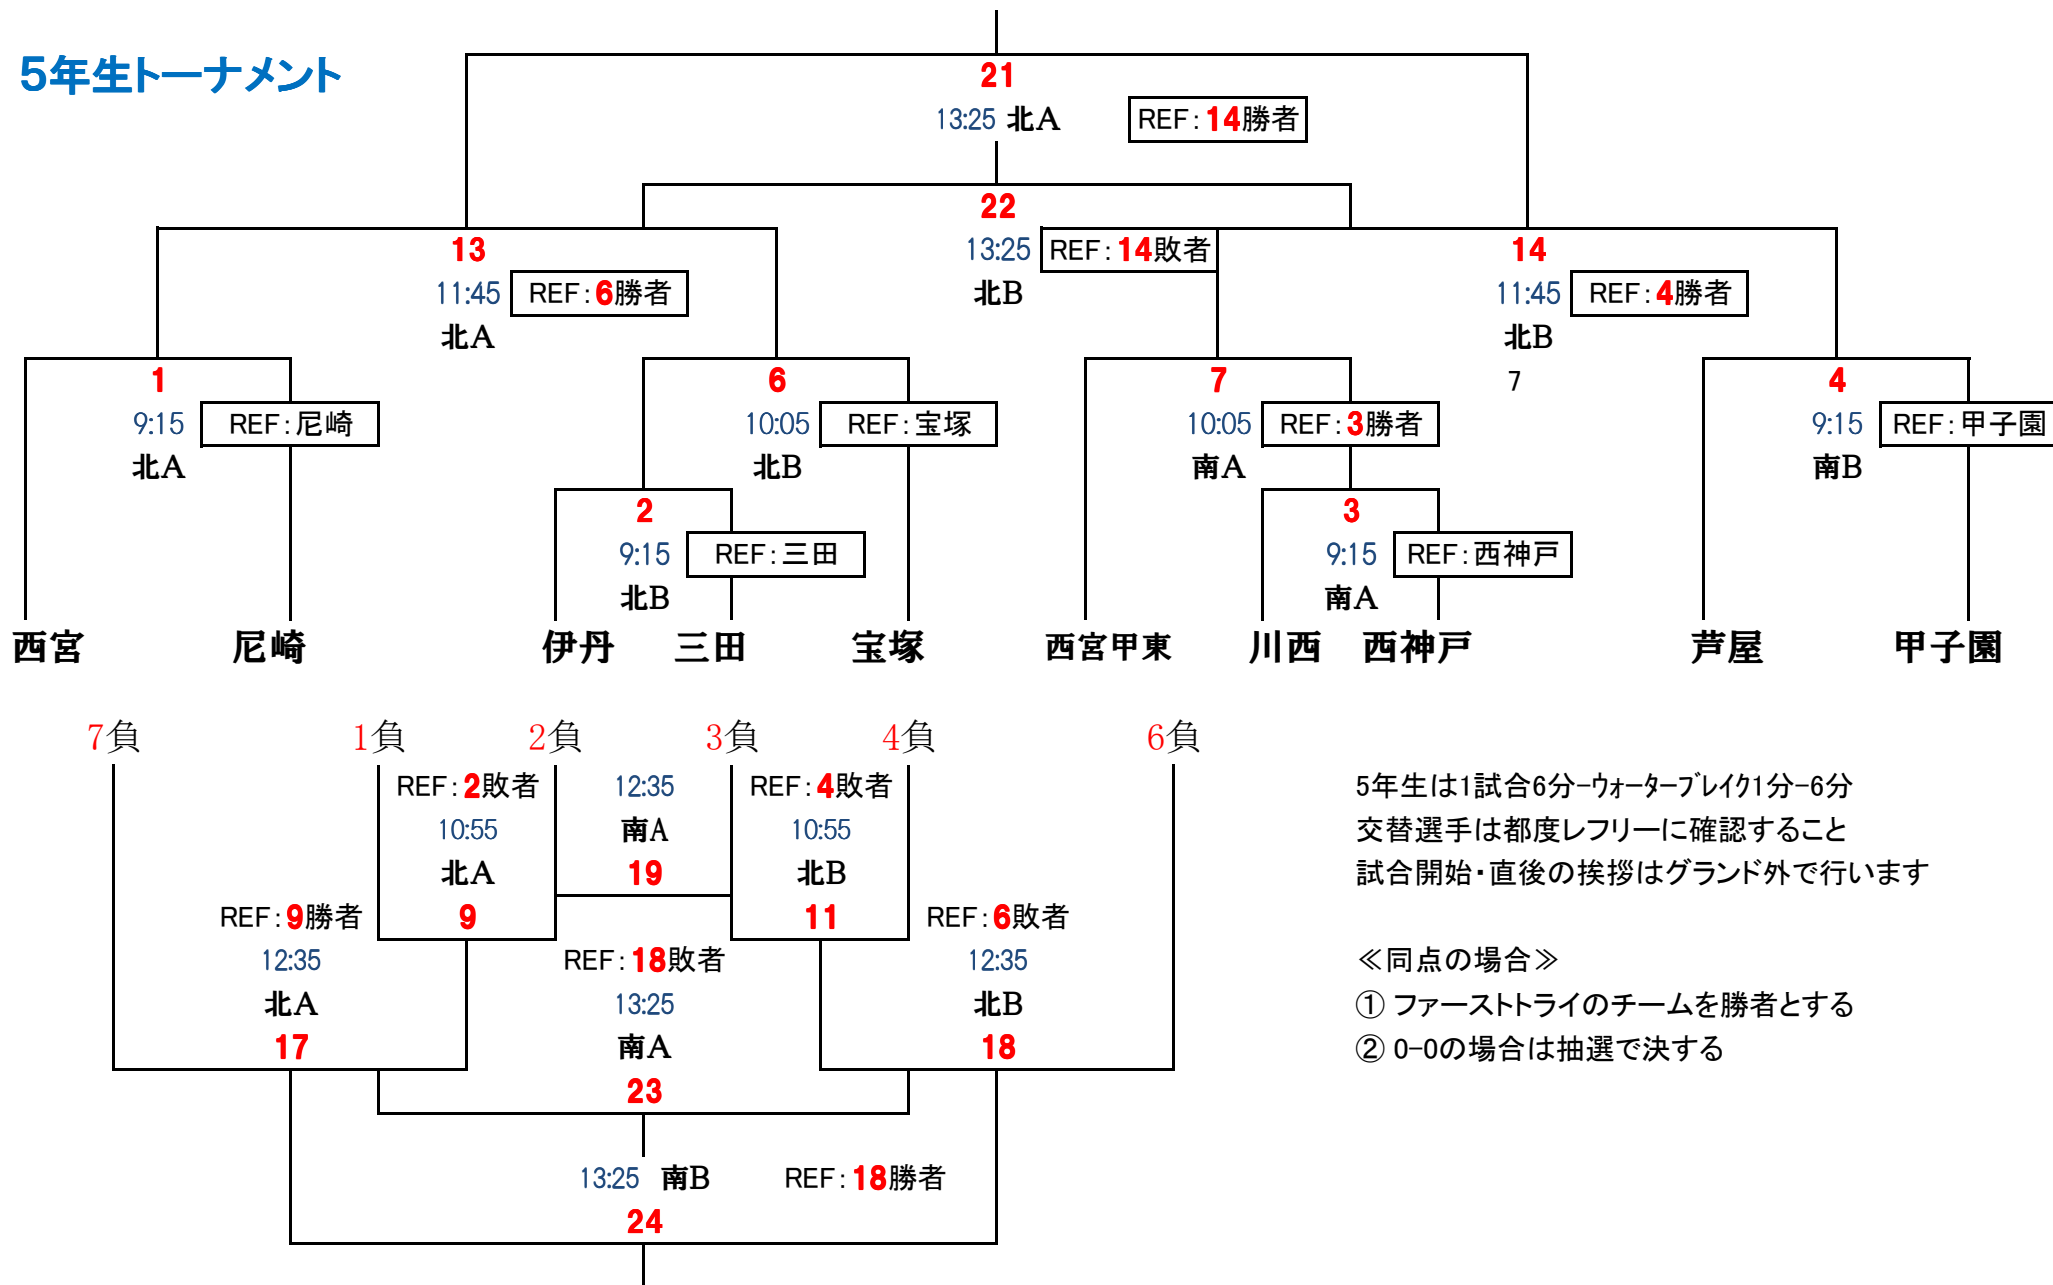 5年生トーナメント
21
13:25 北A
REF:14勝者
22
13:25
REF:14敗者
北B
13
11:45
REF:6勝者
北A
14
11:45
REF:4勝者
北B
7
1
9:15
REF:尼崎
北A
6
10:05
REF:宝塚
北B
7
10:05
REF:3勝者
南A
4
9:15
REF:甲子園
南B
2
9:15
REF:三田
北B
3
9:15
REF:西神戸
南A
西宮 尼崎 伊丹 三田 宝塚 西宮甲東 川西 西神戸 芦屋 甲子園
7負 1負 2負 3負 4負 6負
REF:2敗者
10:55
北A
9
12:35
南A
19
REF:4敗者
10:55
北B
11
REF:9勝者
12:35
北A
17
REF:18敗者
13:25
南A
23
REF:6敗者
12:35
北B
18
13:25 南B
REF:18勝者
24
5年生は1試合6分-ウォーターブレイク1分-6分
交替選手は都度レフリーに確認すること
試合開始・直後の挨拶はグランド外で行います
≪同点の場合≫
① ファーストトライのチームを勝者とする
② 0-0の場合は抽選で決する